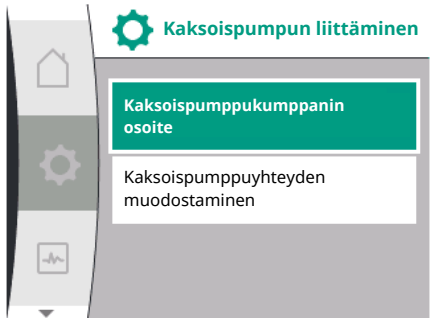 Kaksoispumpun liittäminen
Kaksoispumppukumppanin
osoite
Kaksoispumppuyhteyden
muodostaminen